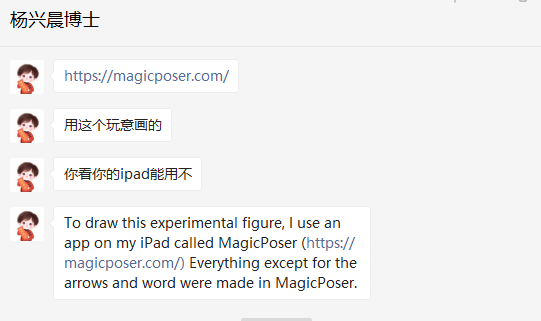 杨兴晨博士
https://magicposer.com/
用这个玩意画的
你看你的ipad能用不
To draw this experimental figure, I use an
app on my iPad called MagicPoser (https://
magicposer.com/) Everything except for the
arrows and word were made in MagicPoser.